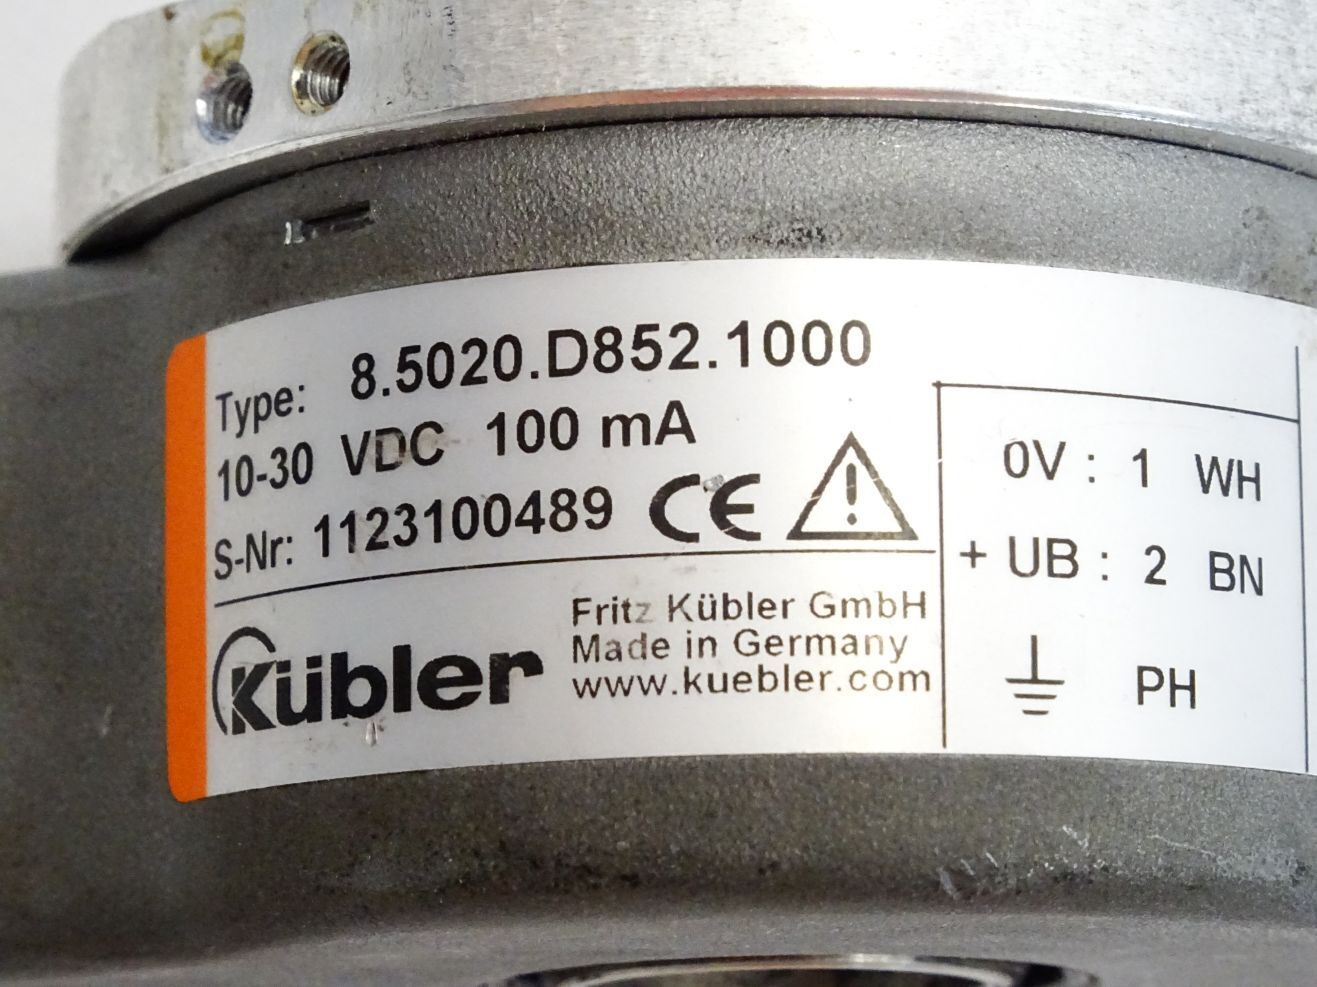 Type: 8.5020.D852.1000
10-30 VDC 100 mA
S-Nr: 1123100489 CE
Kübler
Fritz Kübler GmbH
Made in Germany
www.kuebler.com
0V : 1 WH
+ UB : 2 BN
PH